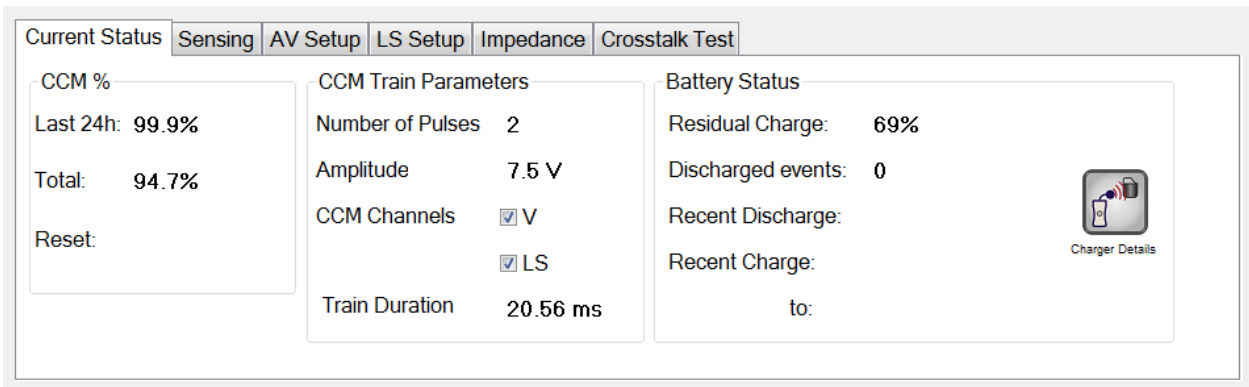 Current Status
Sensing
AV Setup
LS Setup
Impedance
Crosstalk Test
CCM %
Last 24h: 99.9%
Total: 94.7%
Reset:
CCM Train Parameters
Number of Pulses 2
Amplitude 7.5 V
CCM Channels V
LS
Train Duration 20.56 ms
Battery Status
Residual Charge: 69%
Discharged events: 0
Recent Discharge:
Recent Charge:
to:
Charger Details